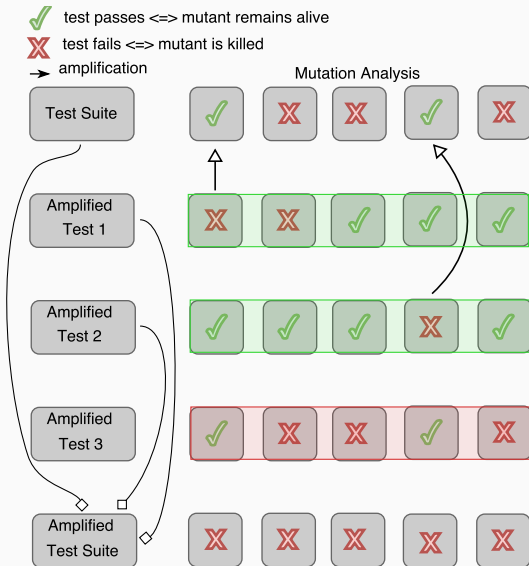 test passes <=> mutant remains alive
test fails <=> mutant is killed
amplification
Mutation Analysis
Test Suite
Amplified
Test 1
Amplified
Test 2
Amplified
Test 3
Amplified
Test Suite